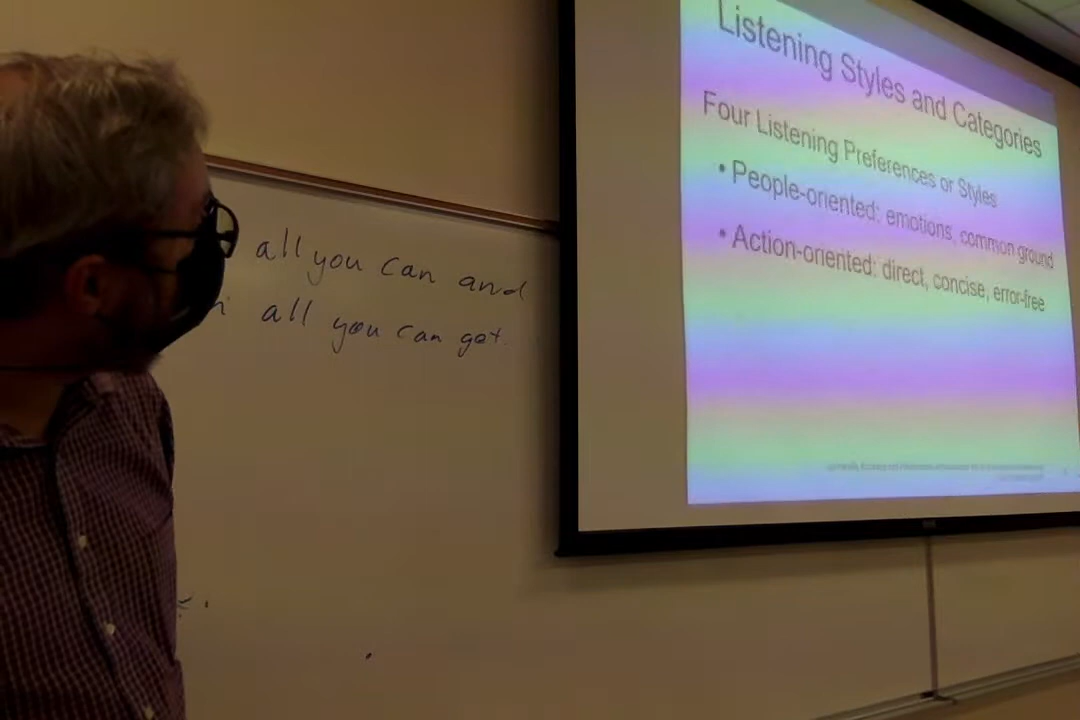 all you can and
all you can get.
Listening Styles and Categories
Four Listening Preferences or Styles
• People-oriented: emotions, common ground
• Action-oriented: direct, concise, error-free